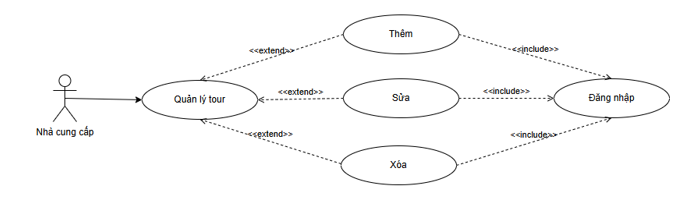 Thêm
<<extend>>
<<include>>
Nhà cung cấp
Quản lý tour
<<extend>>
Sửa
<<include>>
Đăng nhập
<<extend>>
<<include>>
Xóa